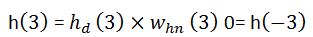 h(3) = h_d (3) × w_hn (3) 0= h(−3)